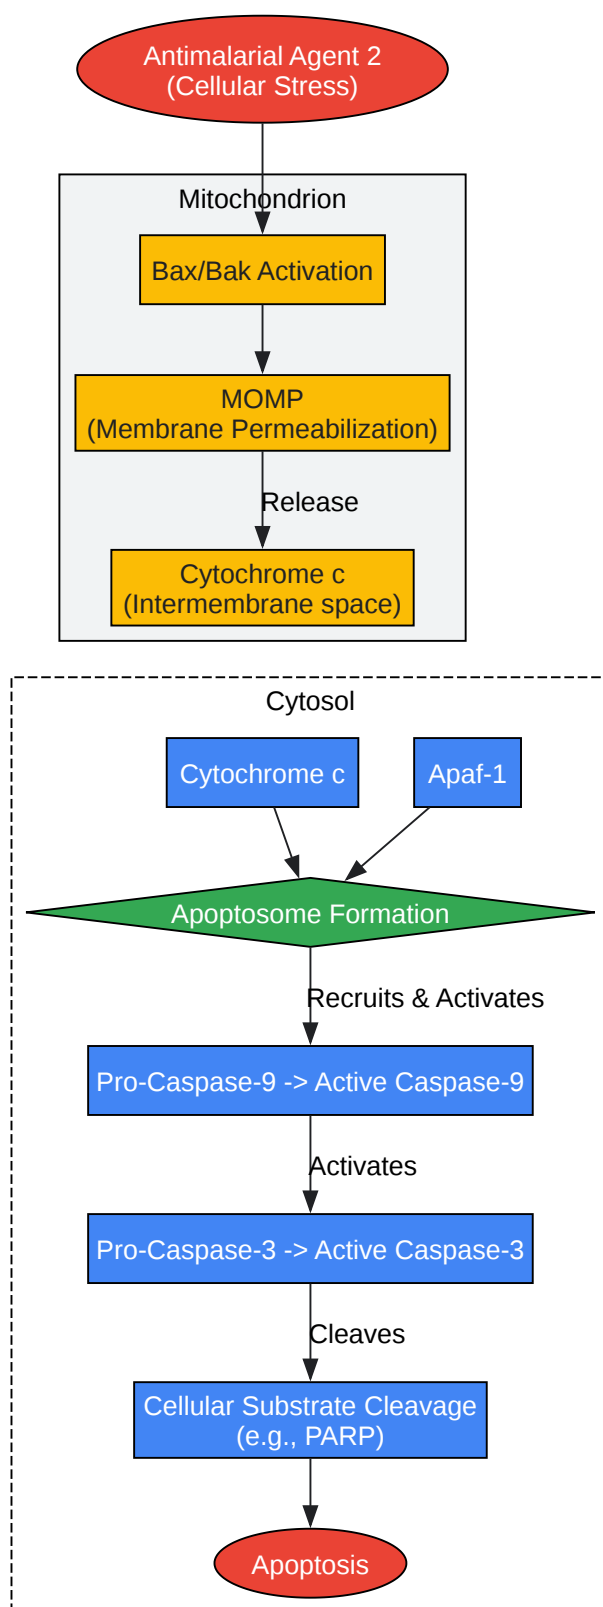 Antimalarial Agent 2
(Cellular Stress)
Mitochondrion
Bax/Bak Activation
MOMP
(Membrane Permeabilization)
Release
Cytochrome c
(Intermembrane space)
Cytosol
Cytochrome c
Apaf-1
Apoptosome Formation
Recruits & Activates
Pro-Caspase-9 -> Active Caspase-9
Activates
Pro-Caspase-3 -> Active Caspase-3
Cleaves
Cellular Substrate Cleavage
(e.g., PARP)
Apoptosis